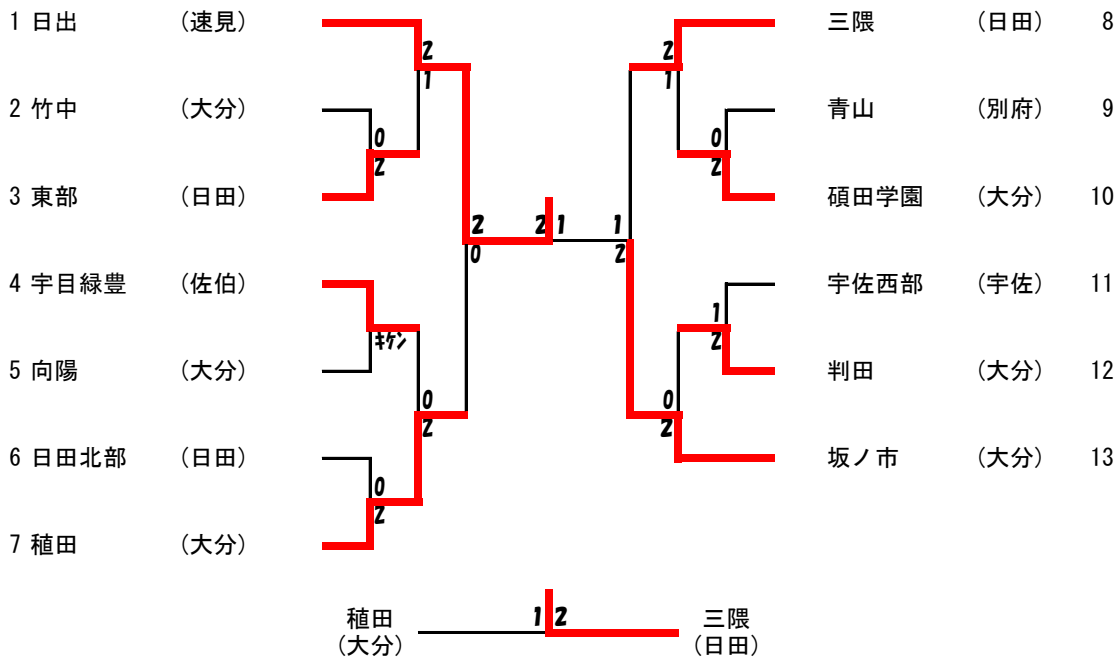 1 日出 (速見)
2
1
2 竹中 (大分)
0
2
3 東部 (日田)
2
0
4 宇目緑豊 (佐伯)
キケン
5 向陽 (大分)
0
2
6 日田北部 (日田)
0
2
7 稙田 (大分)
2 1
三隈 (日田) 8
2
1
青山 (別府) 9
0
2
碩田学園 (大分) 10
1
2
宇佐西部 (宇佐) 11
1
2
判田 (大分) 12
0
2
坂ノ市 (大分) 13
稙田 1 2 三隈
(大分) (日田)